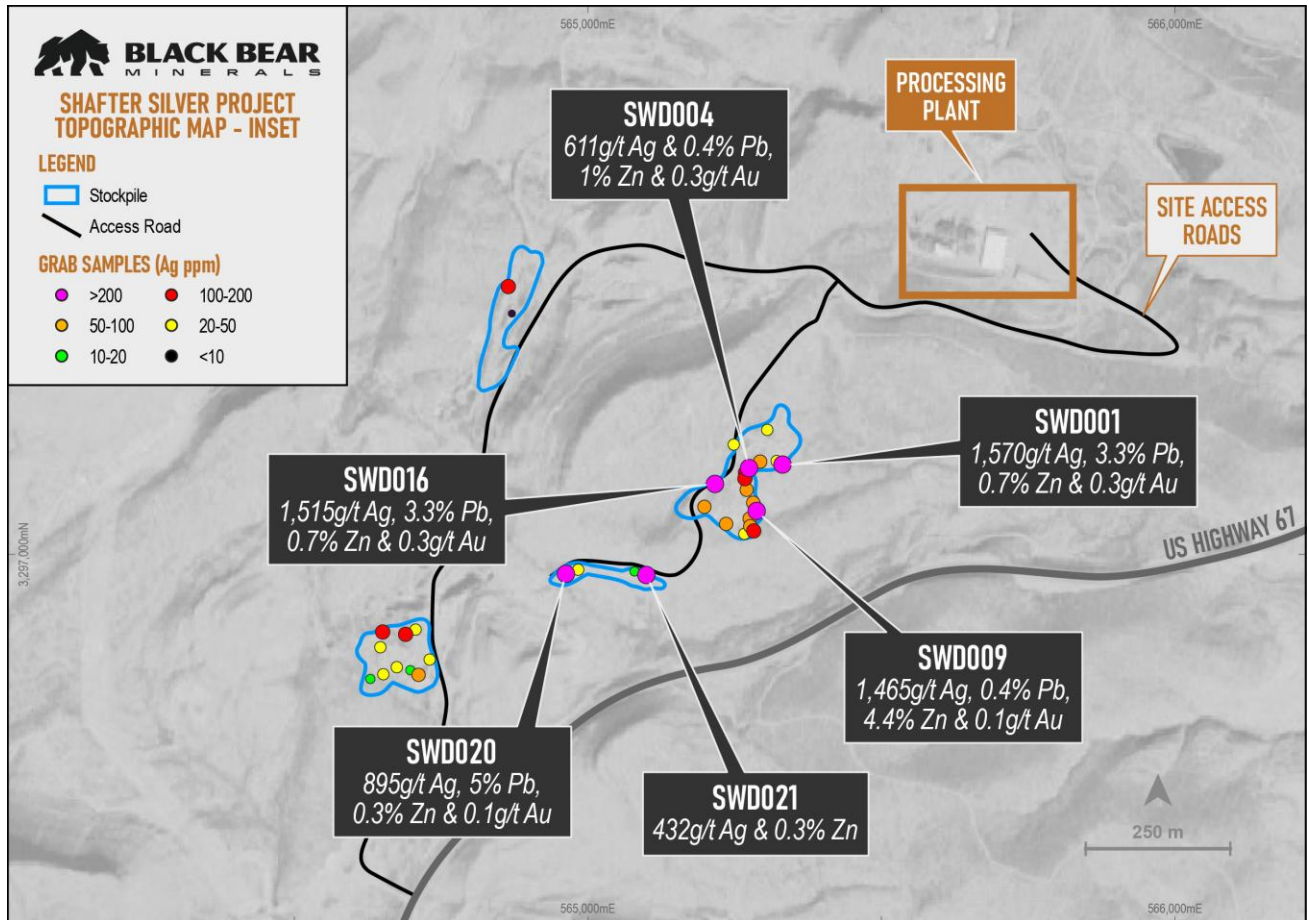 565,000mE
566,000mE
BLACK BEAR
MINERALS
SHAFTER SILVER PROJECT
TOPOGRAPHIC MAP - INSET
LEGEND
Stockpile
Access Road
GRAB SAMPLES (Ag ppm)
>200
100-200
50-100
20-50
10-20
<10
PROCESSING
PLANT
SWD004
611g/t Ag & 0.4% Pb,
1% Zn & 0.3g/t Au
SITE ACCESS
ROADS
SWD001
1,570g/t Ag, 3.3% Pb,
0.7% Zn & 0.3g/t Au
SWD016
1,515g/t Ag, 3.3% Pb,
0.7% Zn & 0.3g/t Au
US HIGHWAY 67
3,297,000mN
SWD009
1,465g/t Ag, 0.4% Pb,
4.4% Zn & 0.1g/t Au
SWD020
895g/t Ag, 5% Pb,
0.3% Zn & 0.1g/t Au
SWD021
432g/t Ag & 0.3% Zn
250 m
565,000mE
566,000mE